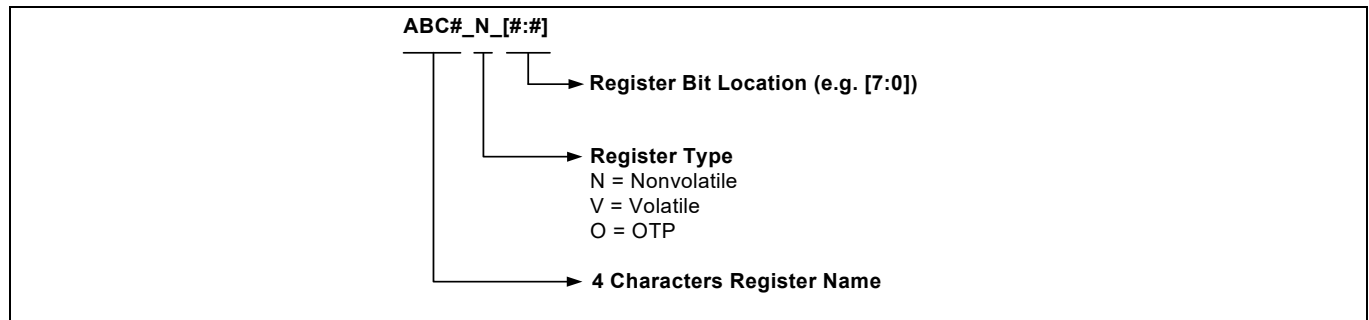 ABC#_N_[#:#]
Register Bit Location (e.g. [7:0])
Register Type
N = Nonvolatile
V = Volatile
O = OTP
4 Characters Register Name